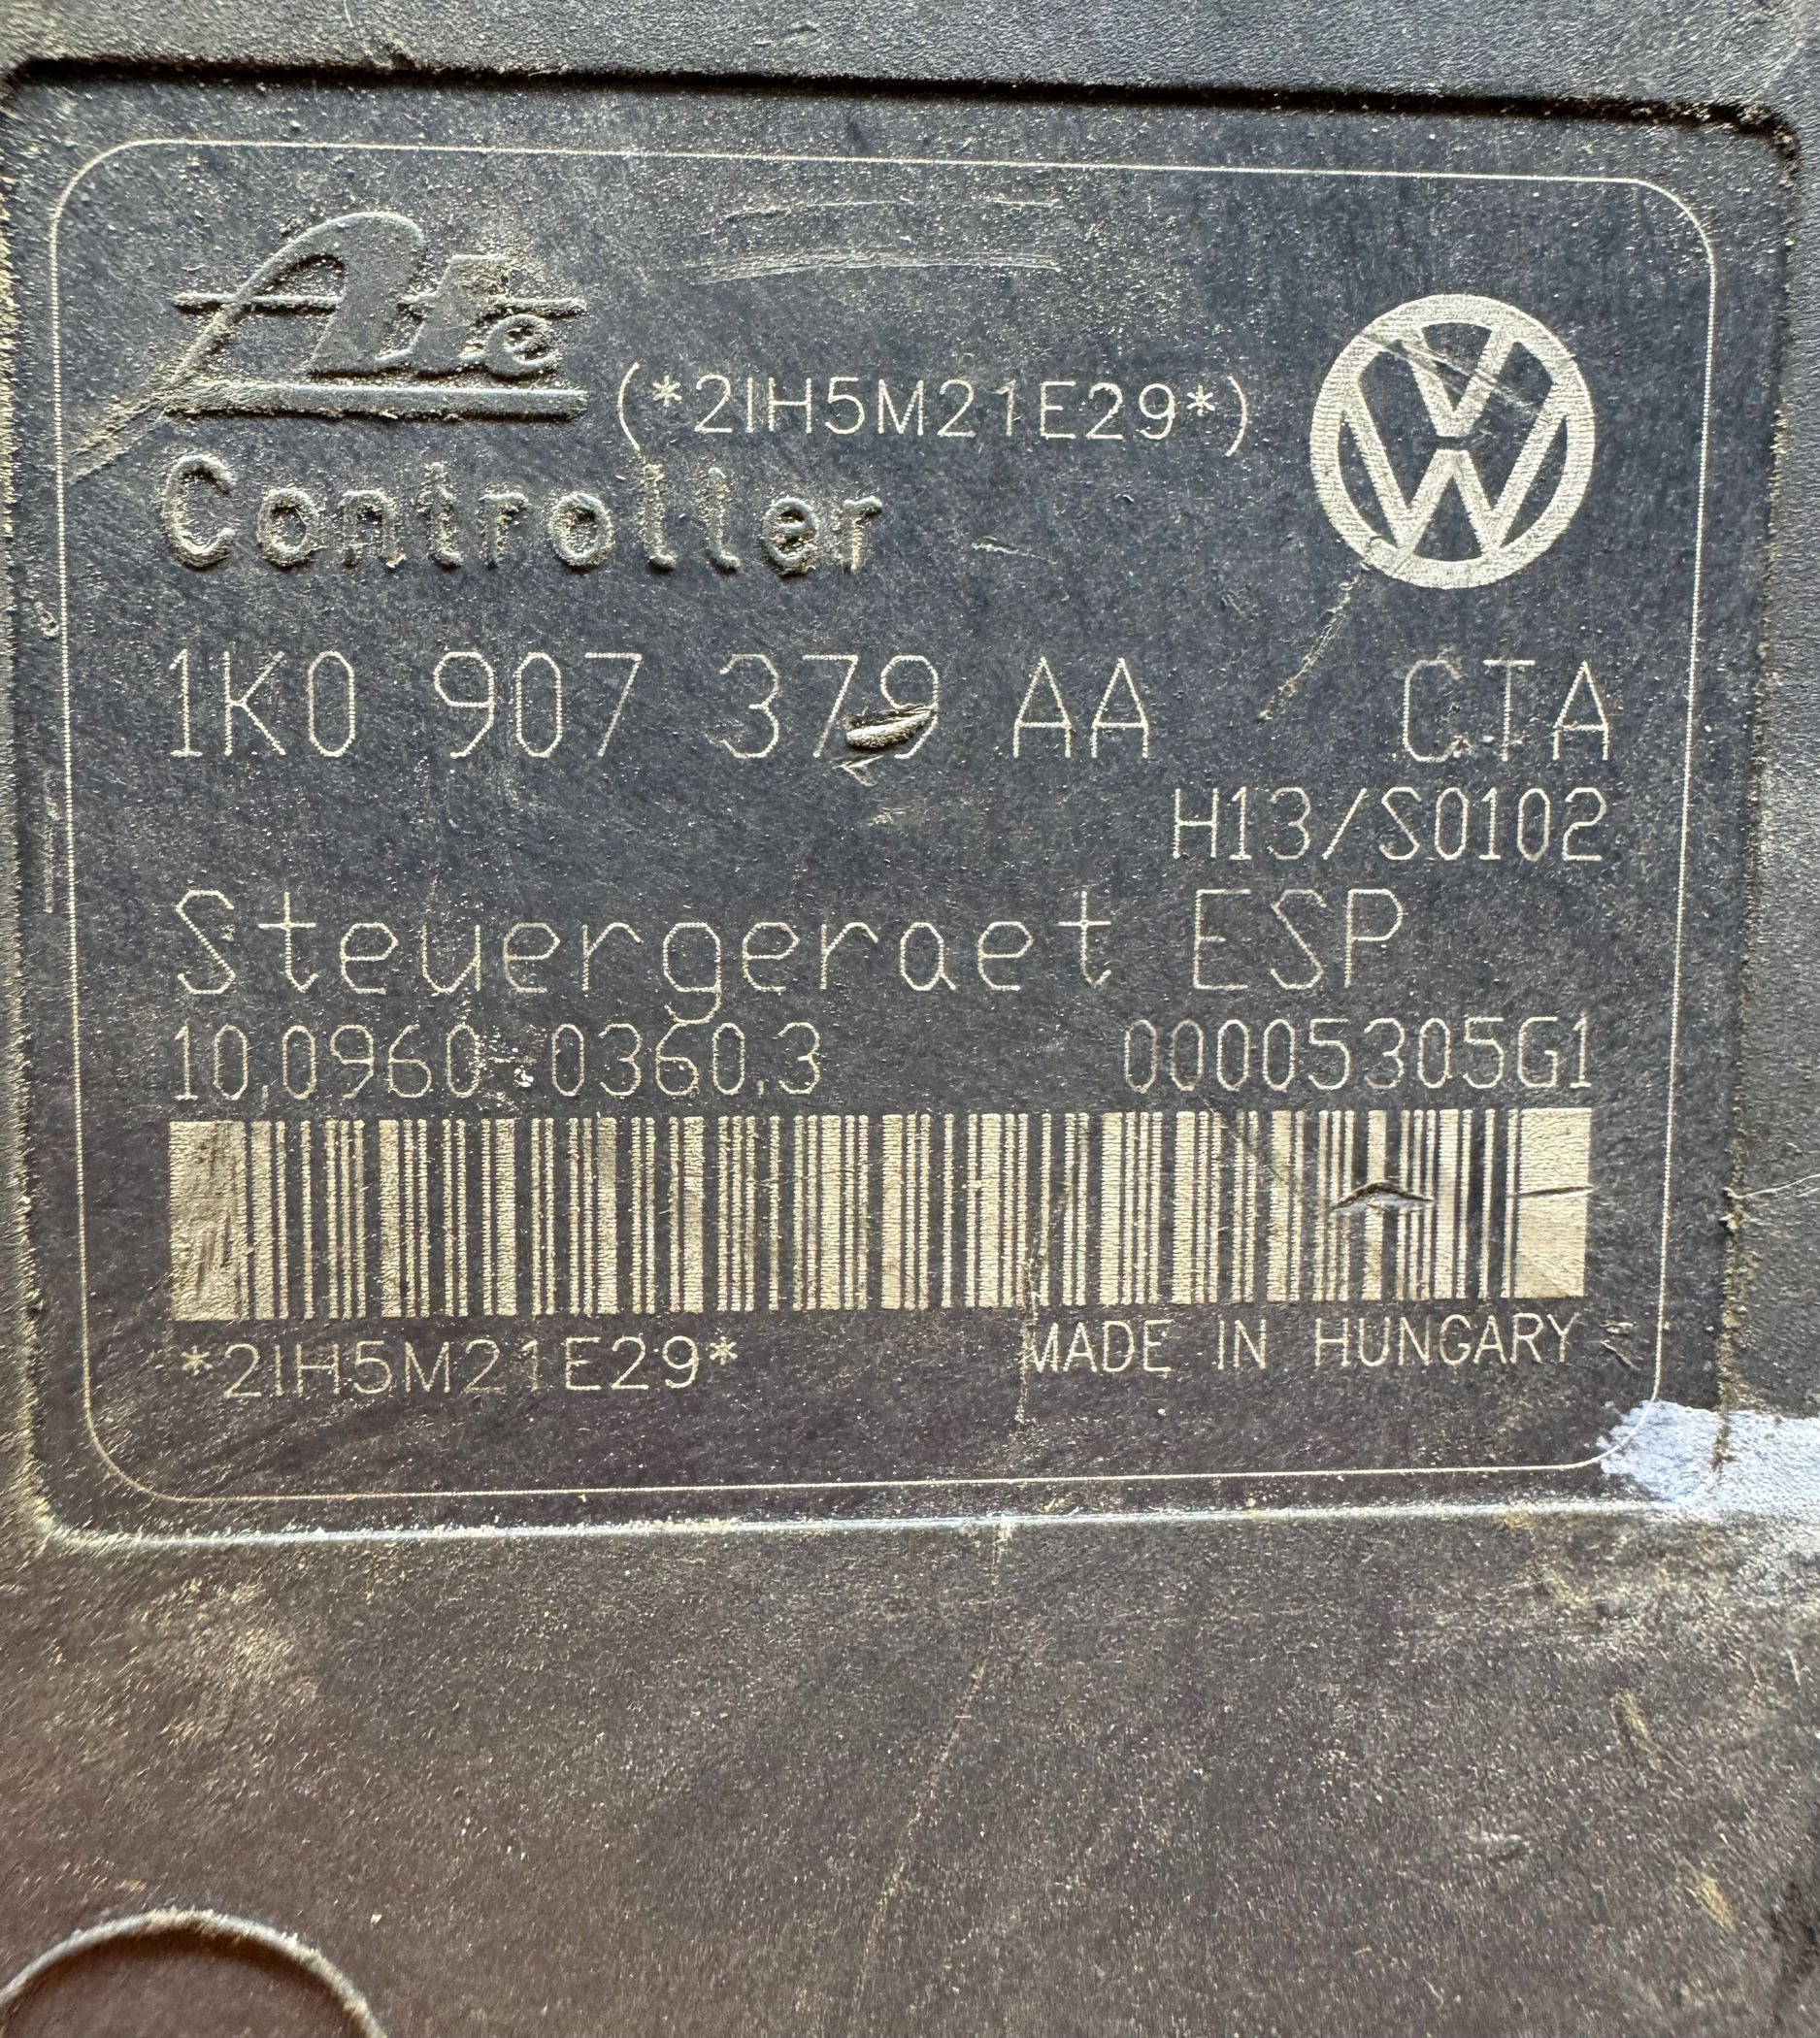 Ate
(*2IH5M21E29*)
Controller
1K0 907 379 AA CTA
H13/S0102
Steuergeraet ESP
10.0960-0360.3 00005305G1
*2IH5M21E29* MADE IN HUNGARY